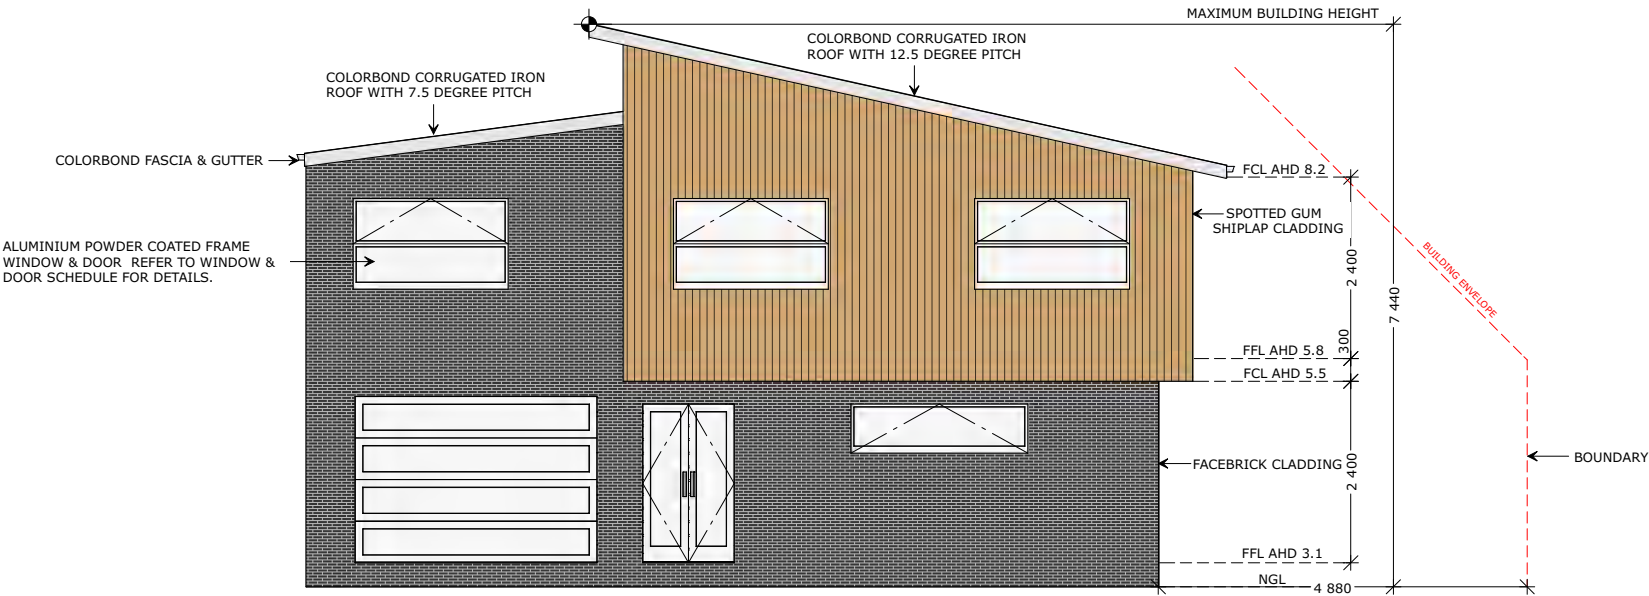 MAXIMUM BUILDING HEIGHT
COLORBOND CORRUGATED IRON
ROOF WITH 12.5 DEGREE PITCH
COLORBOND CORRUGATED IRON
ROOF WITH 7.5 DEGREE PITCH
COLORBOND FASCIA & GUTTER
FCL AHD 8.2
SPOTTED GUM
SHIPLAP CLADDING
ALUMINIUM POWDER COATED FRAME
WINDOW & DOOR REFER TO WINDOW &
DOOR SCHEDULE FOR DETAILS.
BUILDING ENVELOPE
2 400
7 440
300
FFL AHD 5.8
FCL AHD 5.5
FACEBRICK CLADDING
2 400
BOUNDARY
FFL AHD 3.1
NGL
4 880